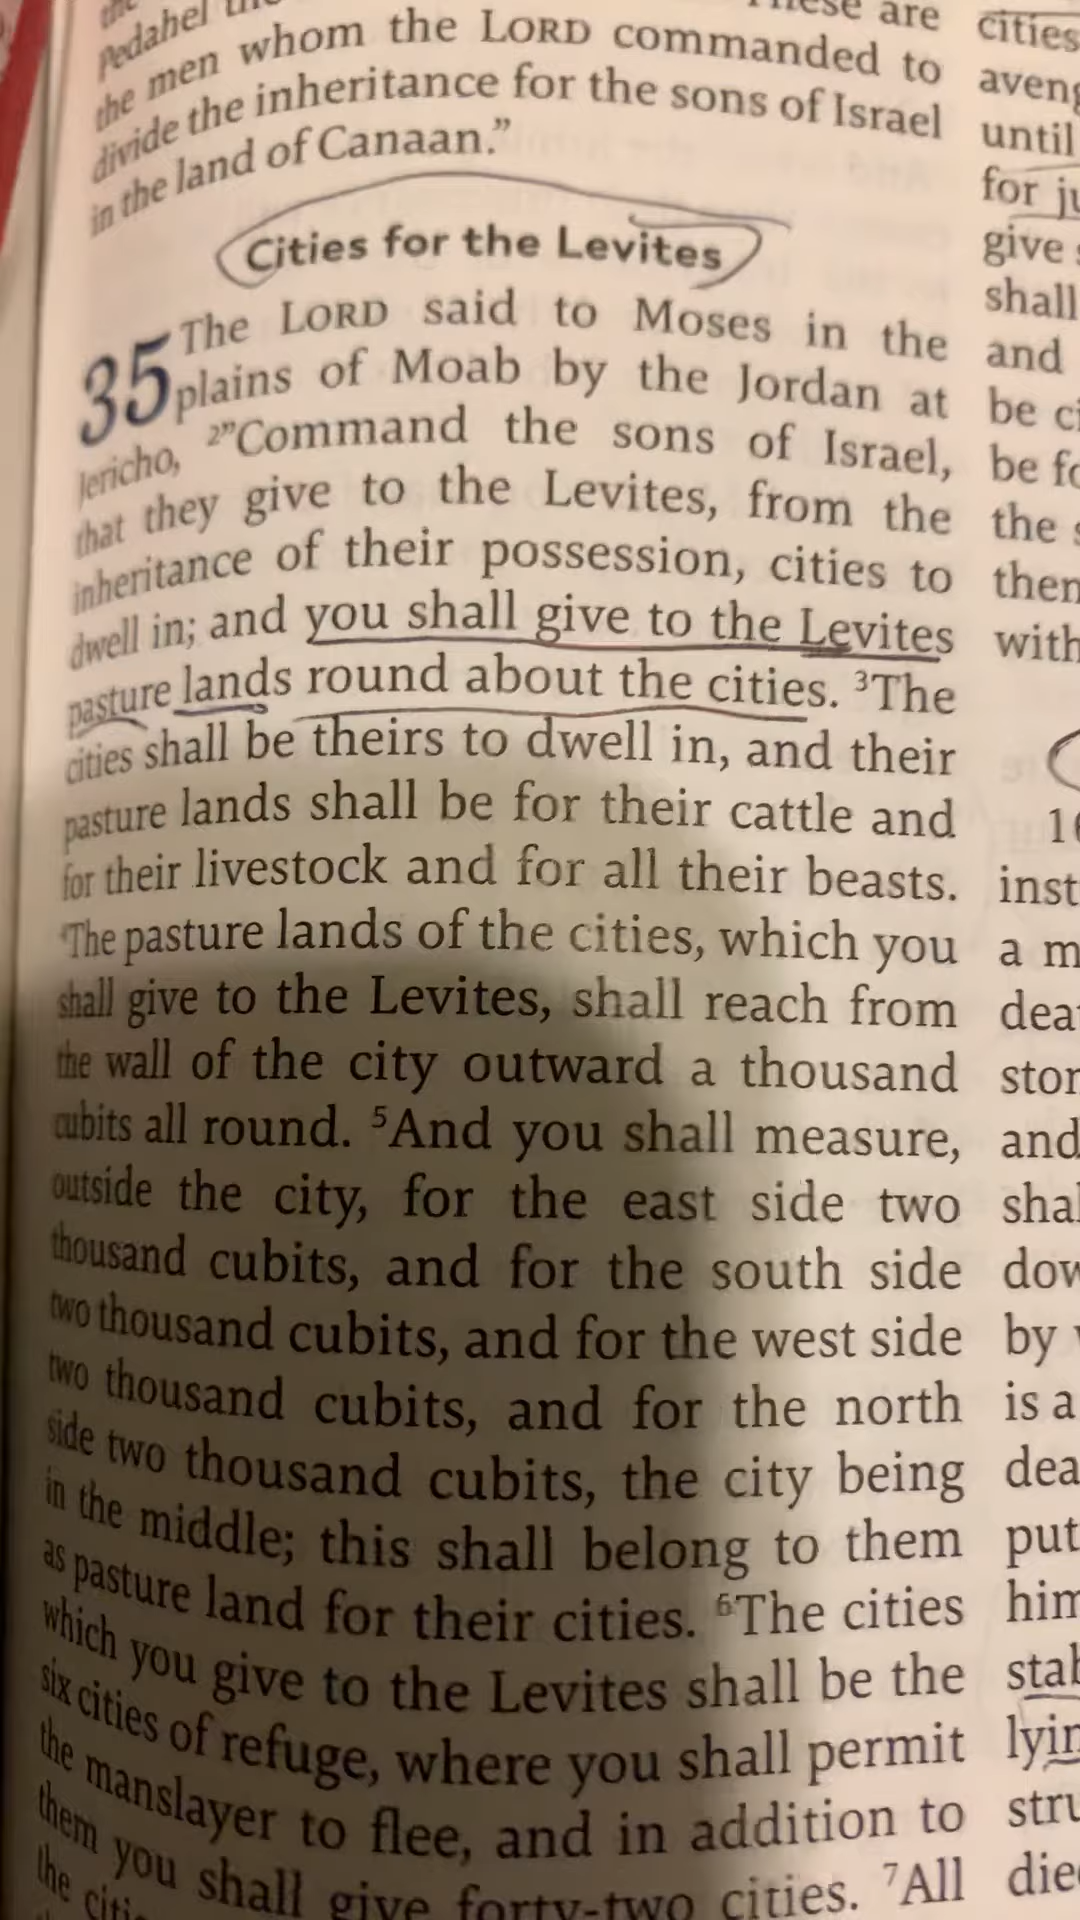 the
Pedahel the
These are
the men whom the LORD commanded to
divide the inheritance for the sons of Israel
in the land of Canaan.”
Cities for the Levites
35 The LORD said to Moses in the
plains of Moab by the Jordan at
Jericho, 2”Command the sons of Israel,
that they give to the Levites, from the
inheritance of their possession, cities to
dwell in; and you shall give to the Levites
pasture lands round about the cities. 3The
cities shall be theirs to dwell in, and their
pasture lands shall be for their cattle and
for their livestock and for all their beasts.
4The pasture lands of the cities, which you
shall give to the Levites, shall reach from
the wall of the city outward a thousand
cubits all round. 5And you shall measure,
outside the city, for the east side two
thousand cubits, and for the south side
two thousand cubits, and for the west side
two thousand cubits, and for the north
side two thousand cubits, the city being
in the middle; this shall belong to them
as pasture land for their cities. 6The cities
which you give to the Levites shall be the
six cities of refuge, where you shall permit
the manslayer to flee, and in addition to
them you shall give forty-two cities. 7All
the
cities
aveng
until
for ju
give
shall
and
be ci
be fo
the
them
with
16
inst
a m
dea
ston
and
shal
dow
by
is a
dea
put
him
stab
lyin
stru
died